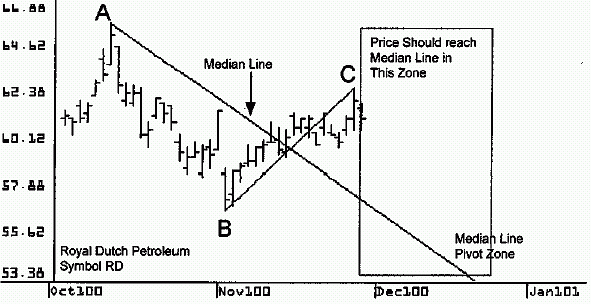 66.88
A
64.62
Price Should reach
Median Line in
This Zone
Median Line
C
62.38
60.12
57.88
B
55.62
Median Line
Pivot Zone
Royal Dutch Petroleum
Symbol RD
53.38
Oct100
Nov100
Dec100
Jan101